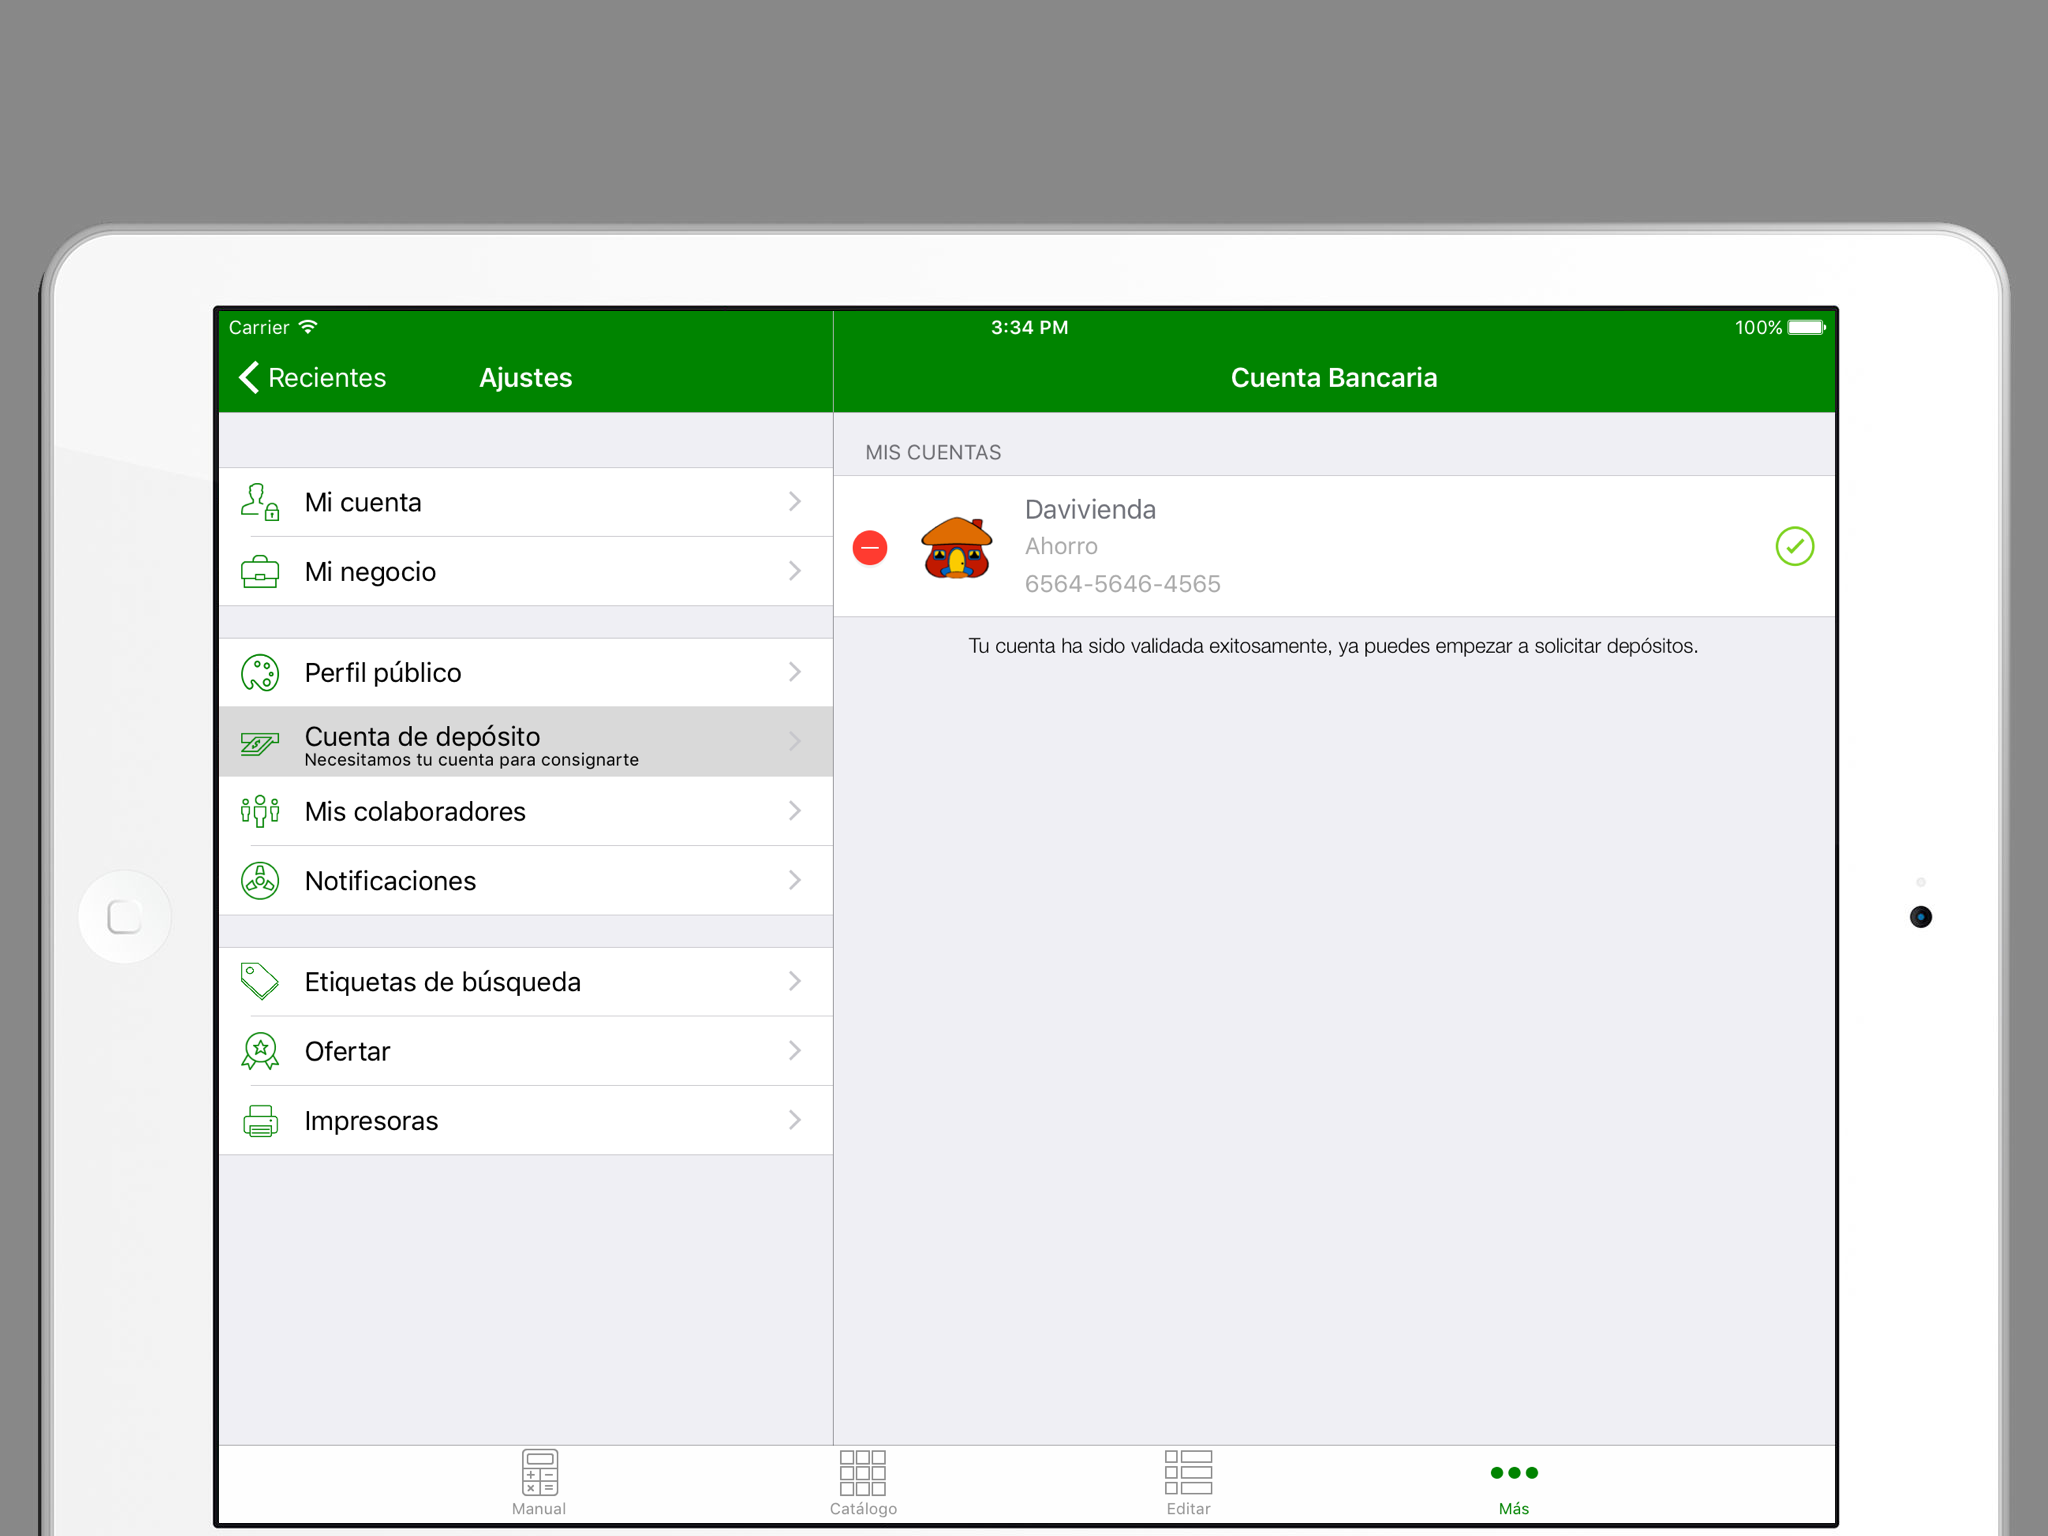 Carrier
3:34 PM
100%
Recientes
Ajustes
Cuenta Bancaria
Mi cuenta
Mi negocio
Perfil público
Cuenta de depósito
Necesitamos tu cuenta para consignarte
Mis colaboradores
Notificaciones
Etiquetas de búsqueda
Ofertar
Impresoras
MIS CUENTAS
Davivienda
Ahorro
6564-5646-4565
Tu cuenta ha sido validada exitosamente, ya puedes empezar a solicitar depósitos.
Manual
Catálogo
Editar
Más